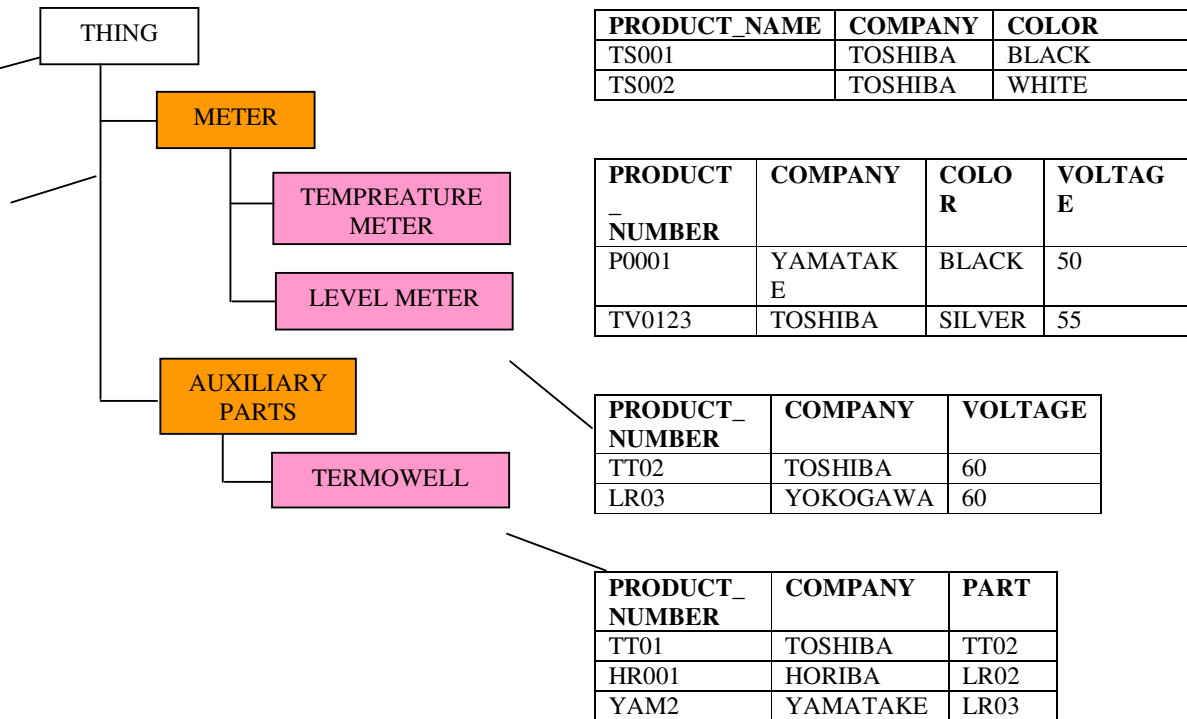 THING
METER
TEMPREATURE
METER
LEVEL METER
AUXILIARY
PARTS
TERMOWELL
PRODUCT_NAME COMPANY COLOR
TS001 TOSHIBA BLACK
TS002 TOSHIBA WHITE
PRODUCT COMPANY COLO VOLTAG
_ R E
NUMBER
P0001 YAMATAK BLACK 50
E
TV0123 TOSHIBA SILVER 55
PRODUCT_ COMPANY VOLTAGE
NUMBER
TT02 TOSHIBA 60
LR03 YOKOGAWA 60
PRODUCT_ COMPANY PART
NUMBER
TT01 TOSHIBA TT02
HR001 HORIBA LR02
YAM2 YAMATAKE LR03